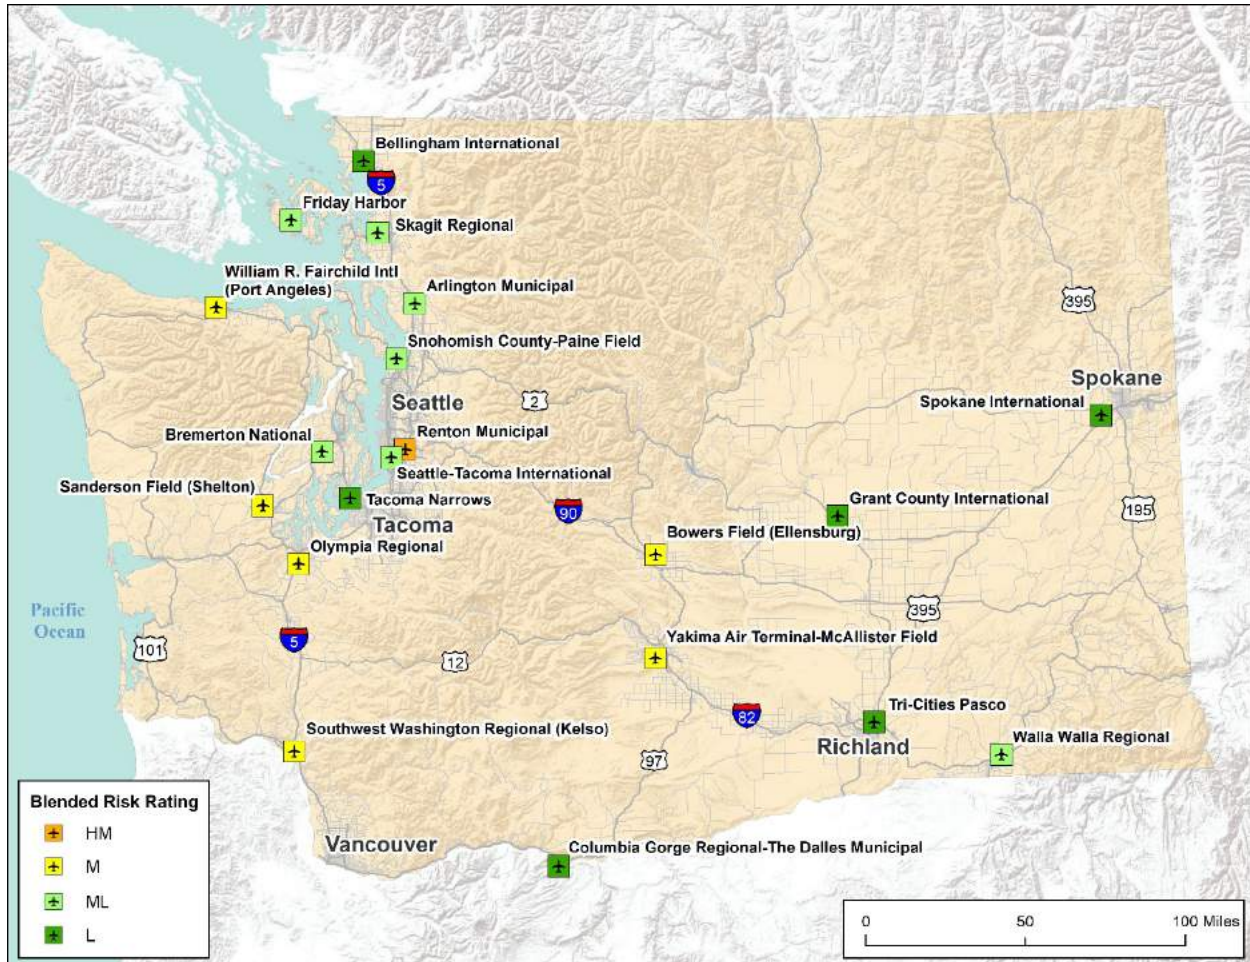 Bellingham International
5
Friday Harbor
Skagit Regional
William R. Fairchild Intl
(Port Angeles)
Arlington Municipal
395
Snohomish County-Paine Field
Spokane
Seattle
2
Spokane International
Bremerton National
Renton Municipal
Seattle-Tacoma International
Sanderson Field (Shelton)
Tacoma Narrows
Grant County International
90
195
Tacoma
Bowers Field (Ellensburg)
Olympia Regional
Pacific
Ocean
395
5
101
12
Yakima Air Terminal-McAllister Field
Tri-Cities Pasco
82
Southwest Washington Regional (Kelso)
Richland
Walla Walla Regional
97
Blended Risk Rating
HM
M
ML
L
Vancouver
Columbia Gorge Regional-The Dalles Municipal
0 50 100 Miles